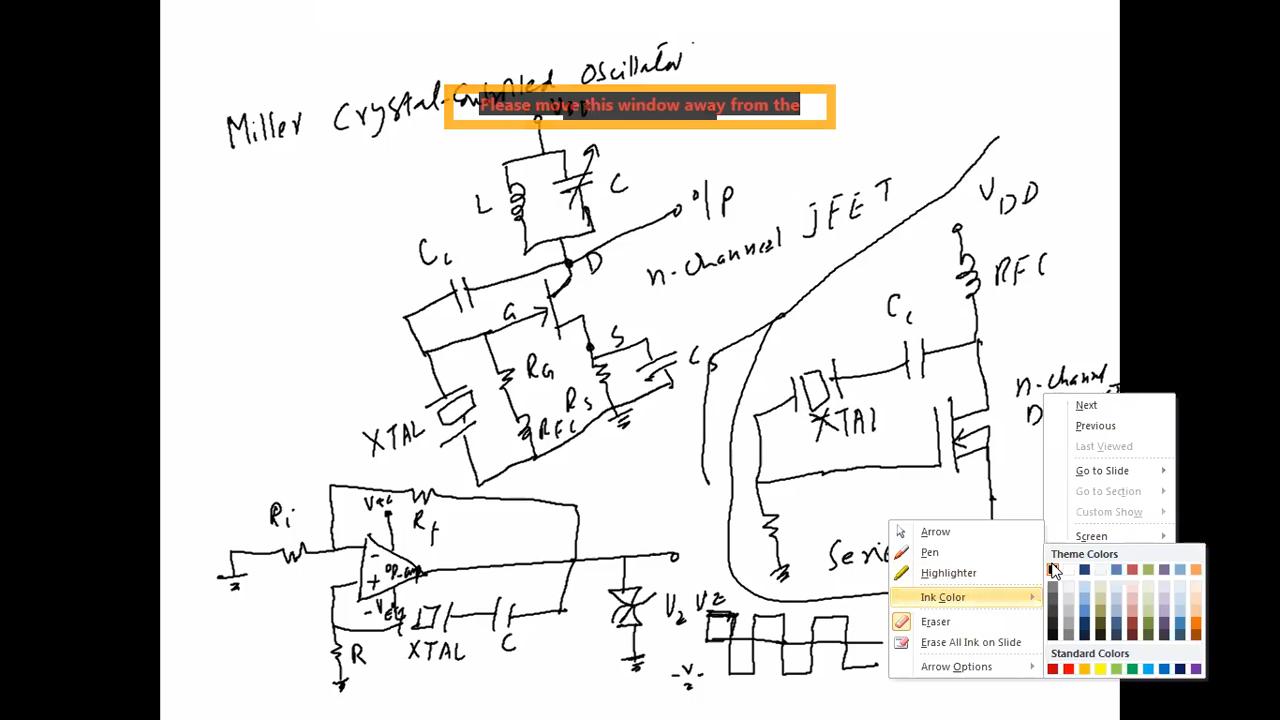 Miller Crystal-Controlled Oscillator
Please move this window away from the
L
C
o/p
Cc
D
n-channel JFET
VDD
RFC
G
S
Cs
RG
Rs
RFC
XTAL
Cc
XTAL
n-channel
D
Ri
Vcc
Rf
-
+
OP-amp
-VEE
XTAL
C
R
Vz
Vz
-Vz
Serie
Next
Previous
Last Viewed
Go to Slide
Go to Section
Custom Show
Screen
Arrow
Pen
Highlighter
Ink Color
Eraser
Erase All Ink on Slide
Arrow Options
Theme Colors
Standard Colors